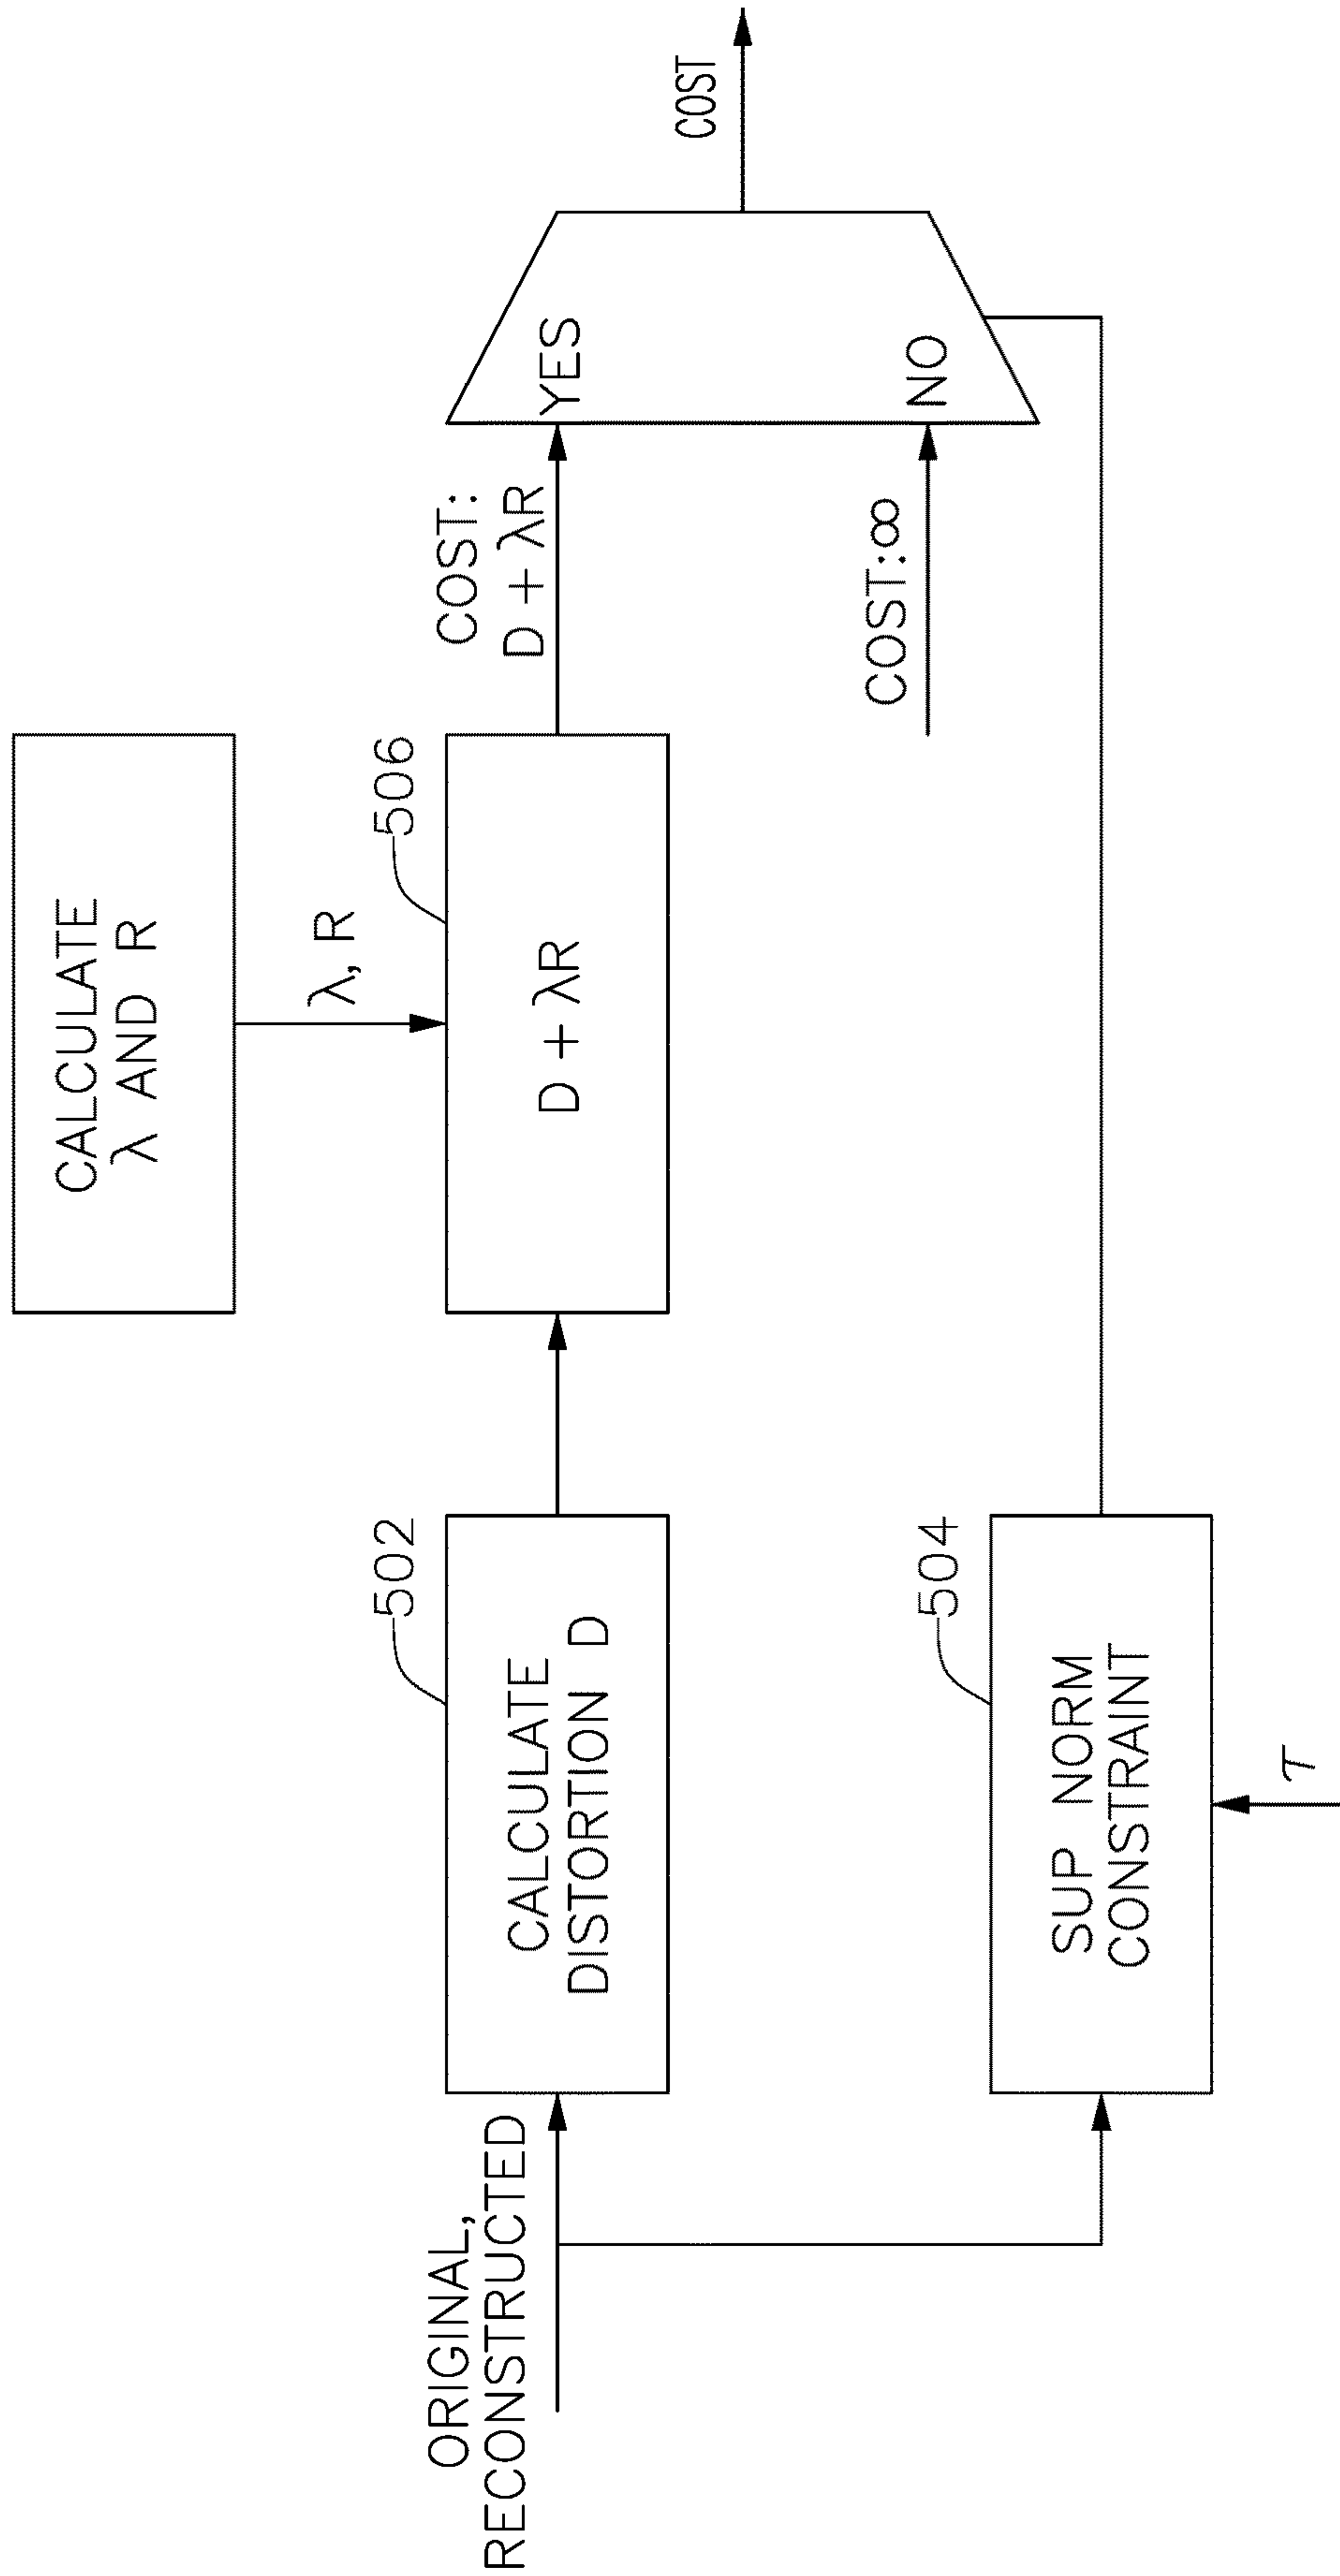 CALCULATE
λ AND R
λ, R
506
ORIGINAL,
RECONSTRUCTED
502
CALCULATE
DISTORTION D
D + λR
COST:
D + λR
YES
COST
COST:∞
NO
504
SUP NORM
CONSTRAINT
τ